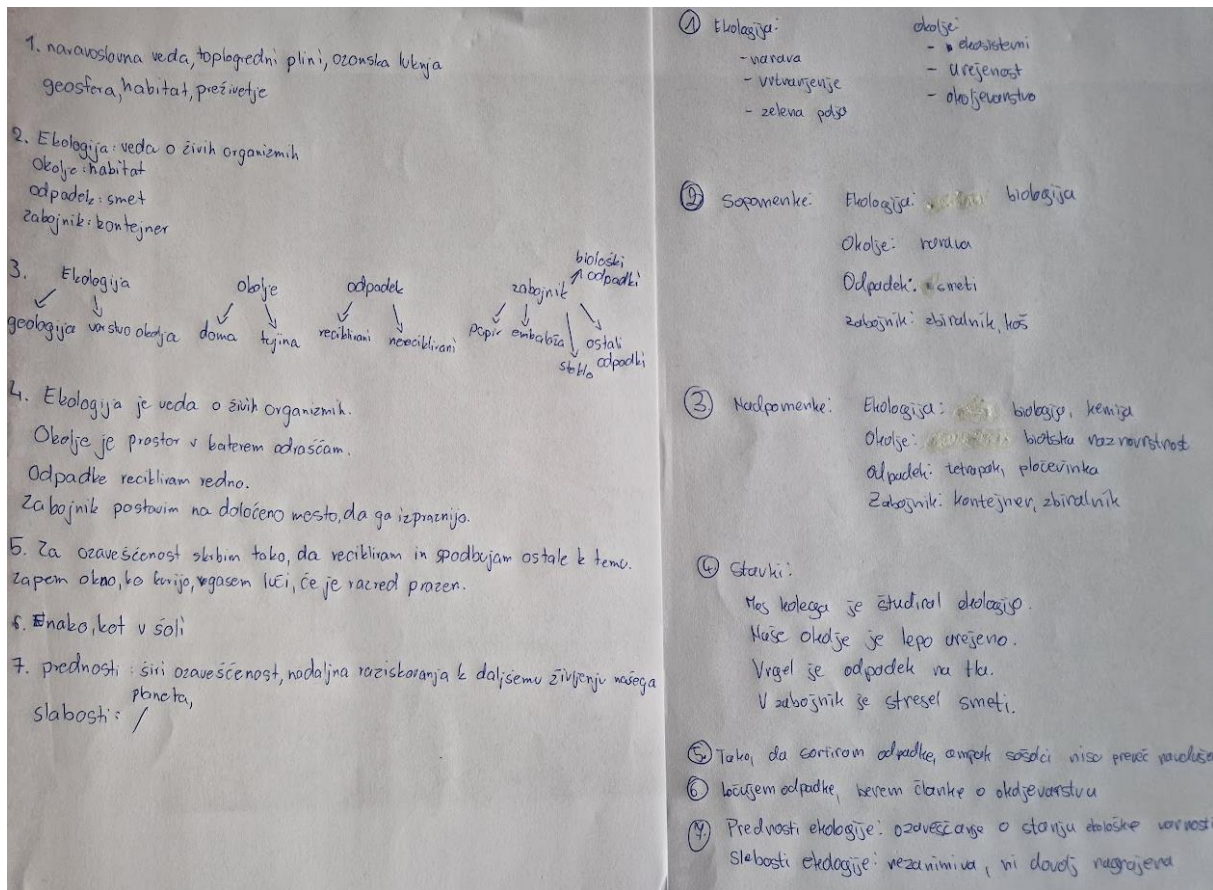 1. naravoslovna veda, toplogredni plini, ozonska luknja
geosfera, habitat, preživetje
2. Ekologija: veda o živih organizmih
Okolje: habitat
odpadek: smet
zabojnik: kontejner
3. Ekologija
geologija varstvo okolja
okolje
doma tujina
odpadek
reciklirani nereciklirani
zabojnik
biološki
odpadki
papir embalaža
steklo
ostali
odpadki
4. Ekologija je veda o živih organizmih.
Okolje je prostor v katerem odraščam.
Odpadke recikliram redno.
Zabojnik postavim na določeno mesto, da ga izpraznijo.
5. Za ozaveščenost skrbim tako, da recikliram in spodbujam ostale k temu.
zapem okno, ko kurijo, ugasem luči, če je razred prazen.
6. Enako, kot v šoli
7. prednosti: širi ozaveščenost, nadaljna raziskovanja k daljšemu življenju našega
planeta,
slabosti: /
1 Ekologija:
- narava
- vrtnarjenje
- zelena polja
okolje:
- ekosistemi
- urejenost
- okoljevarstvo
2 Sopomenke: Ekologija: biologija
Okolje: narava
Odpadek: smeti
zabojnik: zbiralnik, koš
3 Nadpomenke: Ekologija: biologija, kemija
Okolje: biotska raznovrstnost
Odpadek: tetrapak, pločevinka
Zabojnik: kontejner, zbiralnik
4 Stavki:
Moj kolega je študiral ekologijo.
Naše okolje je lepo urejeno.
Vrgel je odpadek na tla.
V zabojnik je stresel smeti.
5. Tako, da sortiram odpadke, ampak sošolci niso preveč
6 ločujem odpadke, berem članke o okoljevarstvu
7. Prednosti ekologije: ozaveščanje o stanju ekološke varnosti
Slabosti ekologije: nezanimiva, ni dovolj nagrajena